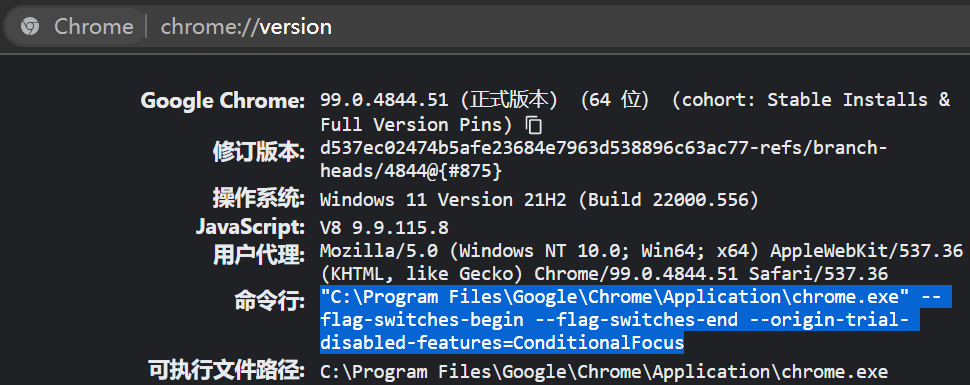 Chrome | chrome://version
Google Chrome: 99.0.4844.51 (正式版本) (64 位) (cohort: Stable Installs &
Full Version Pins)
修订版本: d537ec02474b5afe23684e7963d538896c63ac77-refs/branch-
heads/4844@{#875}
操作系统: Windows 11 Version 21H2 (Build 22000.556)
JavaScript: V8 9.9.115.8
用户代理: Mozilla/5.0 (Windows NT 10.0; Win64; x64) AppleWebKit/537.36
(KHTML, like Gecko) Chrome/99.0.4844.51 Safari/537.36
命令行: "C:\Program Files\Google\Chrome\Application\chrome.exe" --
flag-switches-begin --flag-switches-end --origin-trial-
disabled-features=ConditionalFocus
可执行文件路径: C:\Program Files\Google\Chrome\Application\chrome.exe